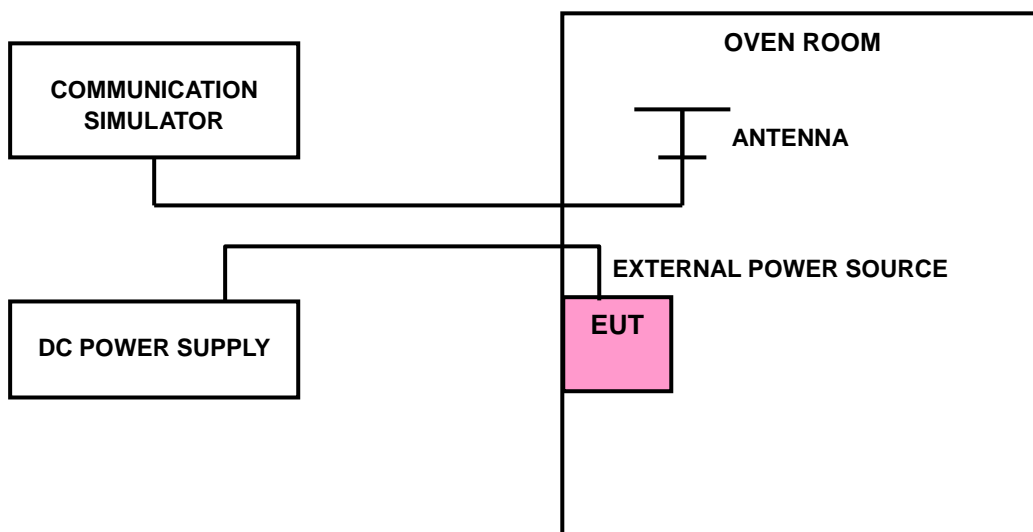 OVEN ROOM
COMMUNICATION
SIMULATOR
ANTENNA
EXTERNAL POWER SOURCE
EUT
DC POWER SUPPLY